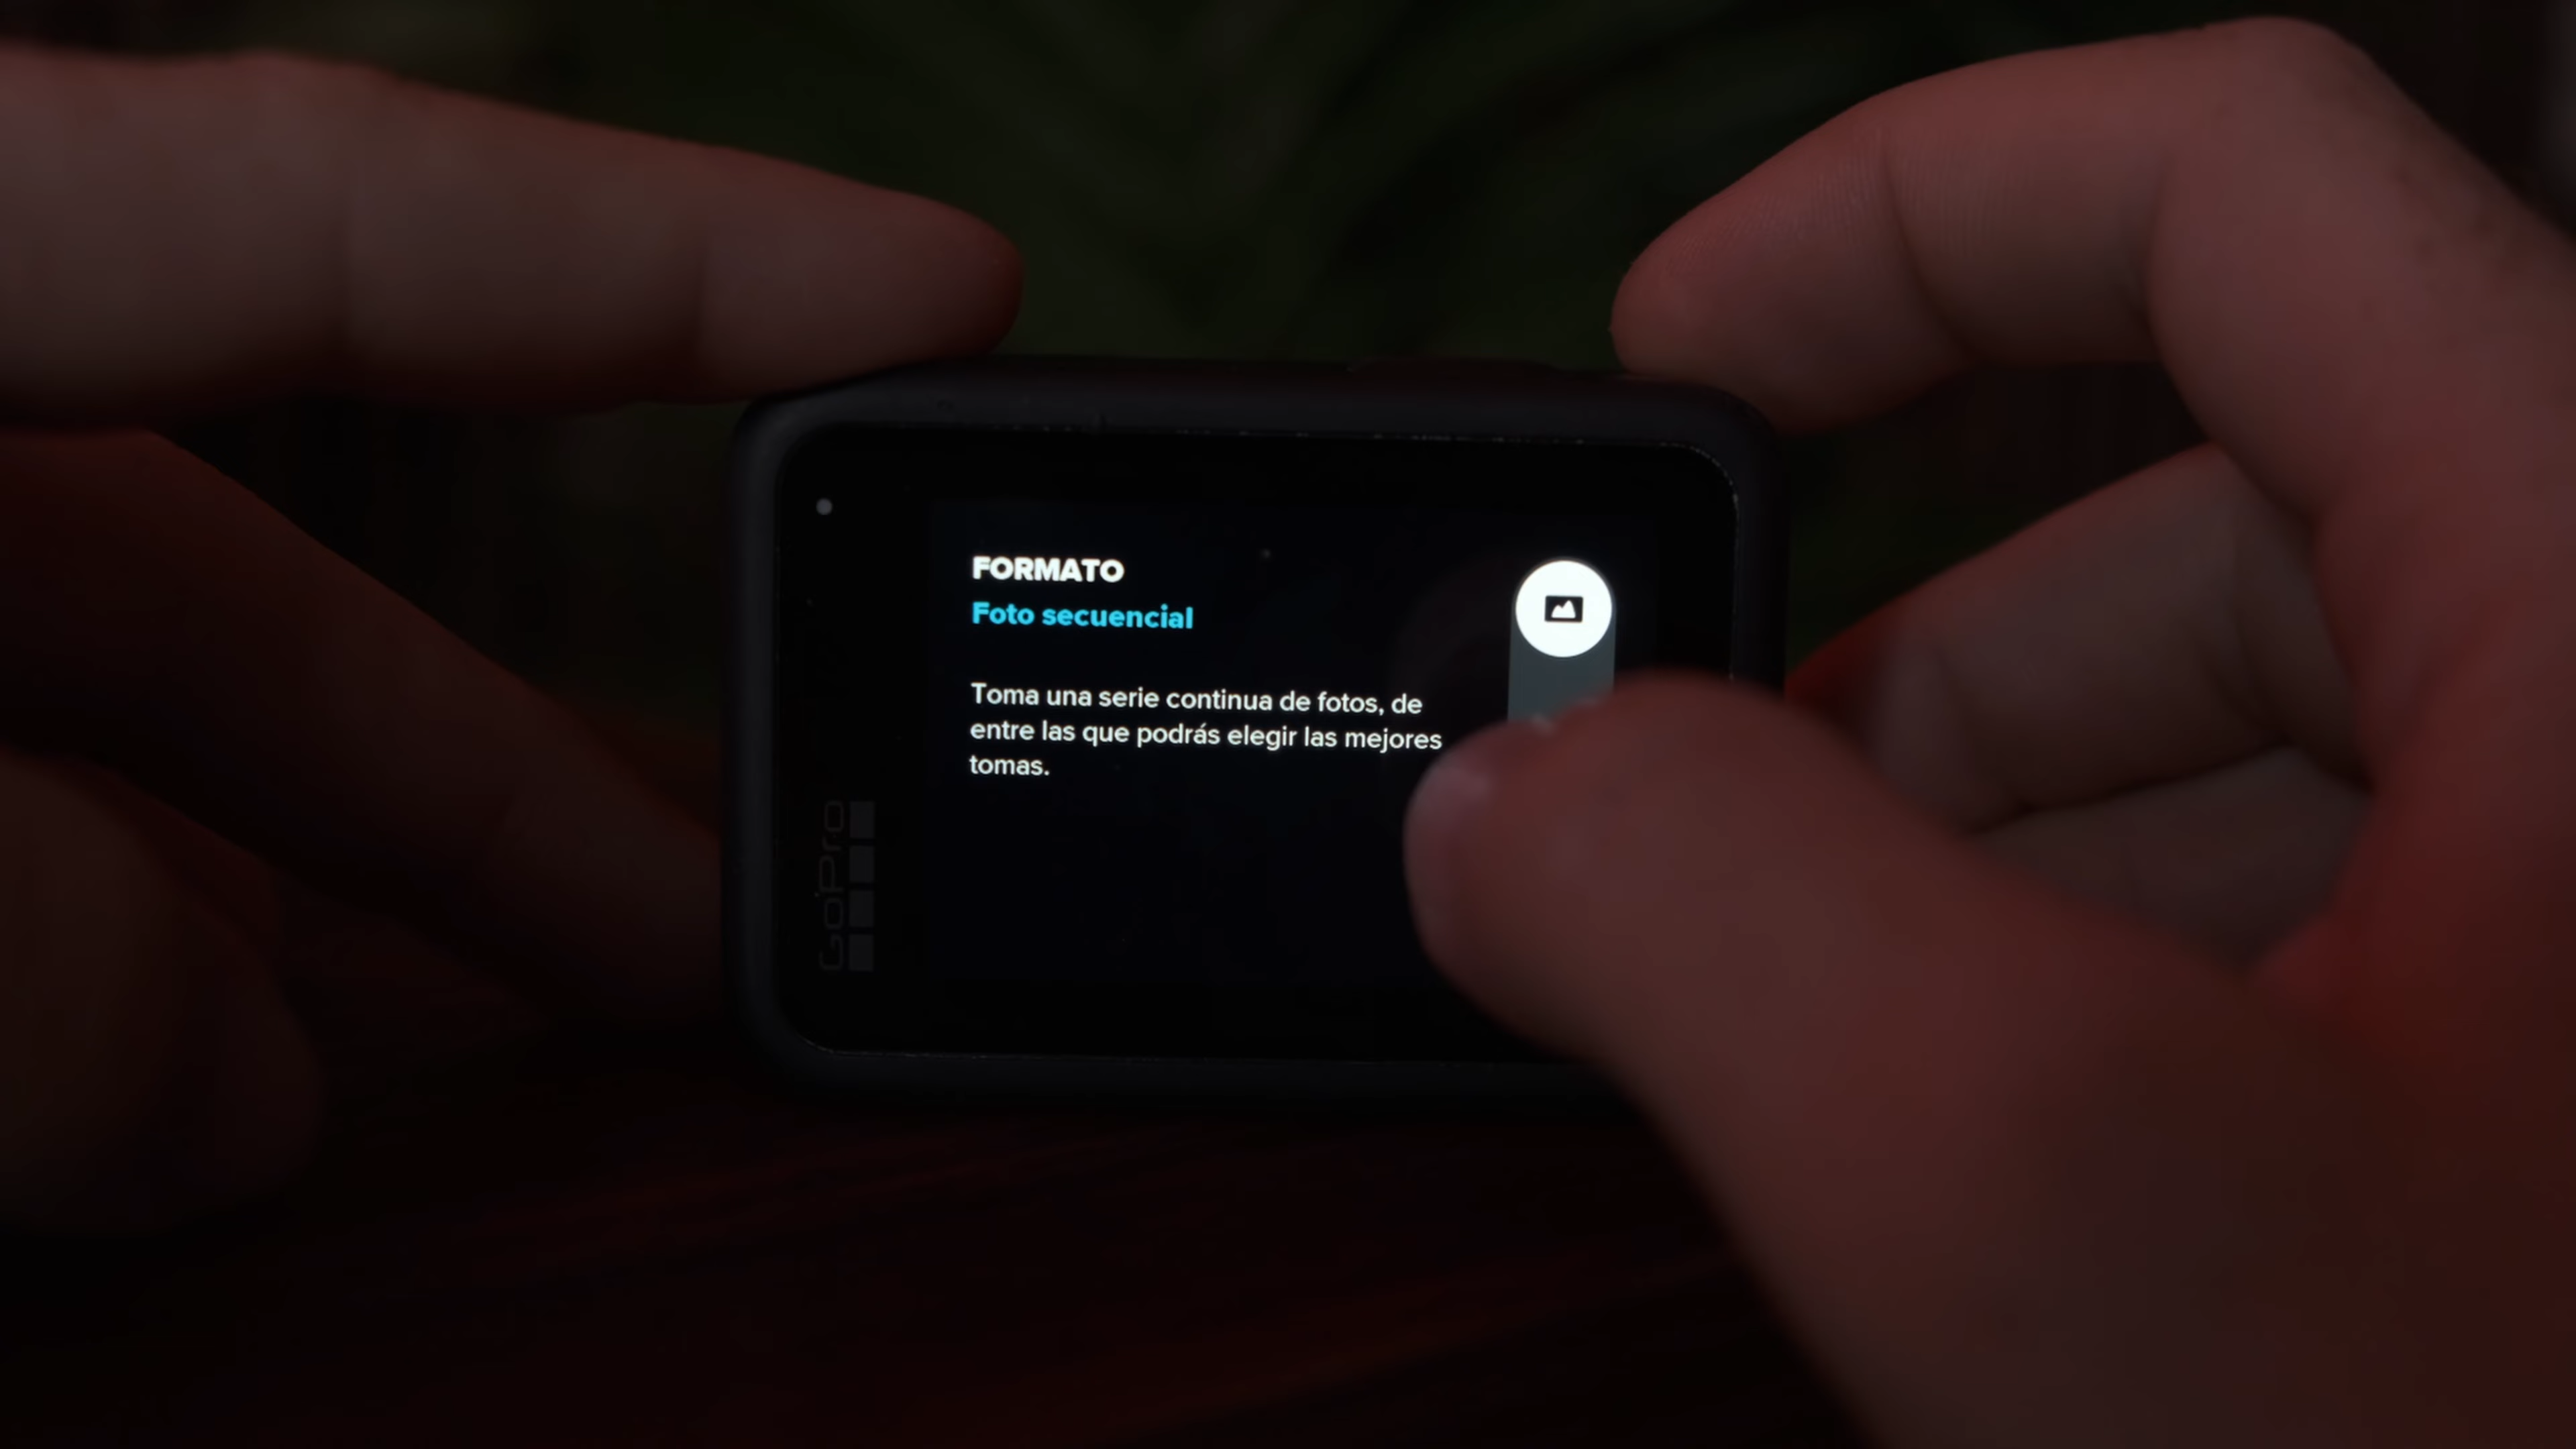 FORMATO
Foto secuencial
Toma una serie continua de fotos, de
entre las que podrás elegir las mejores
tomas.
GoPro